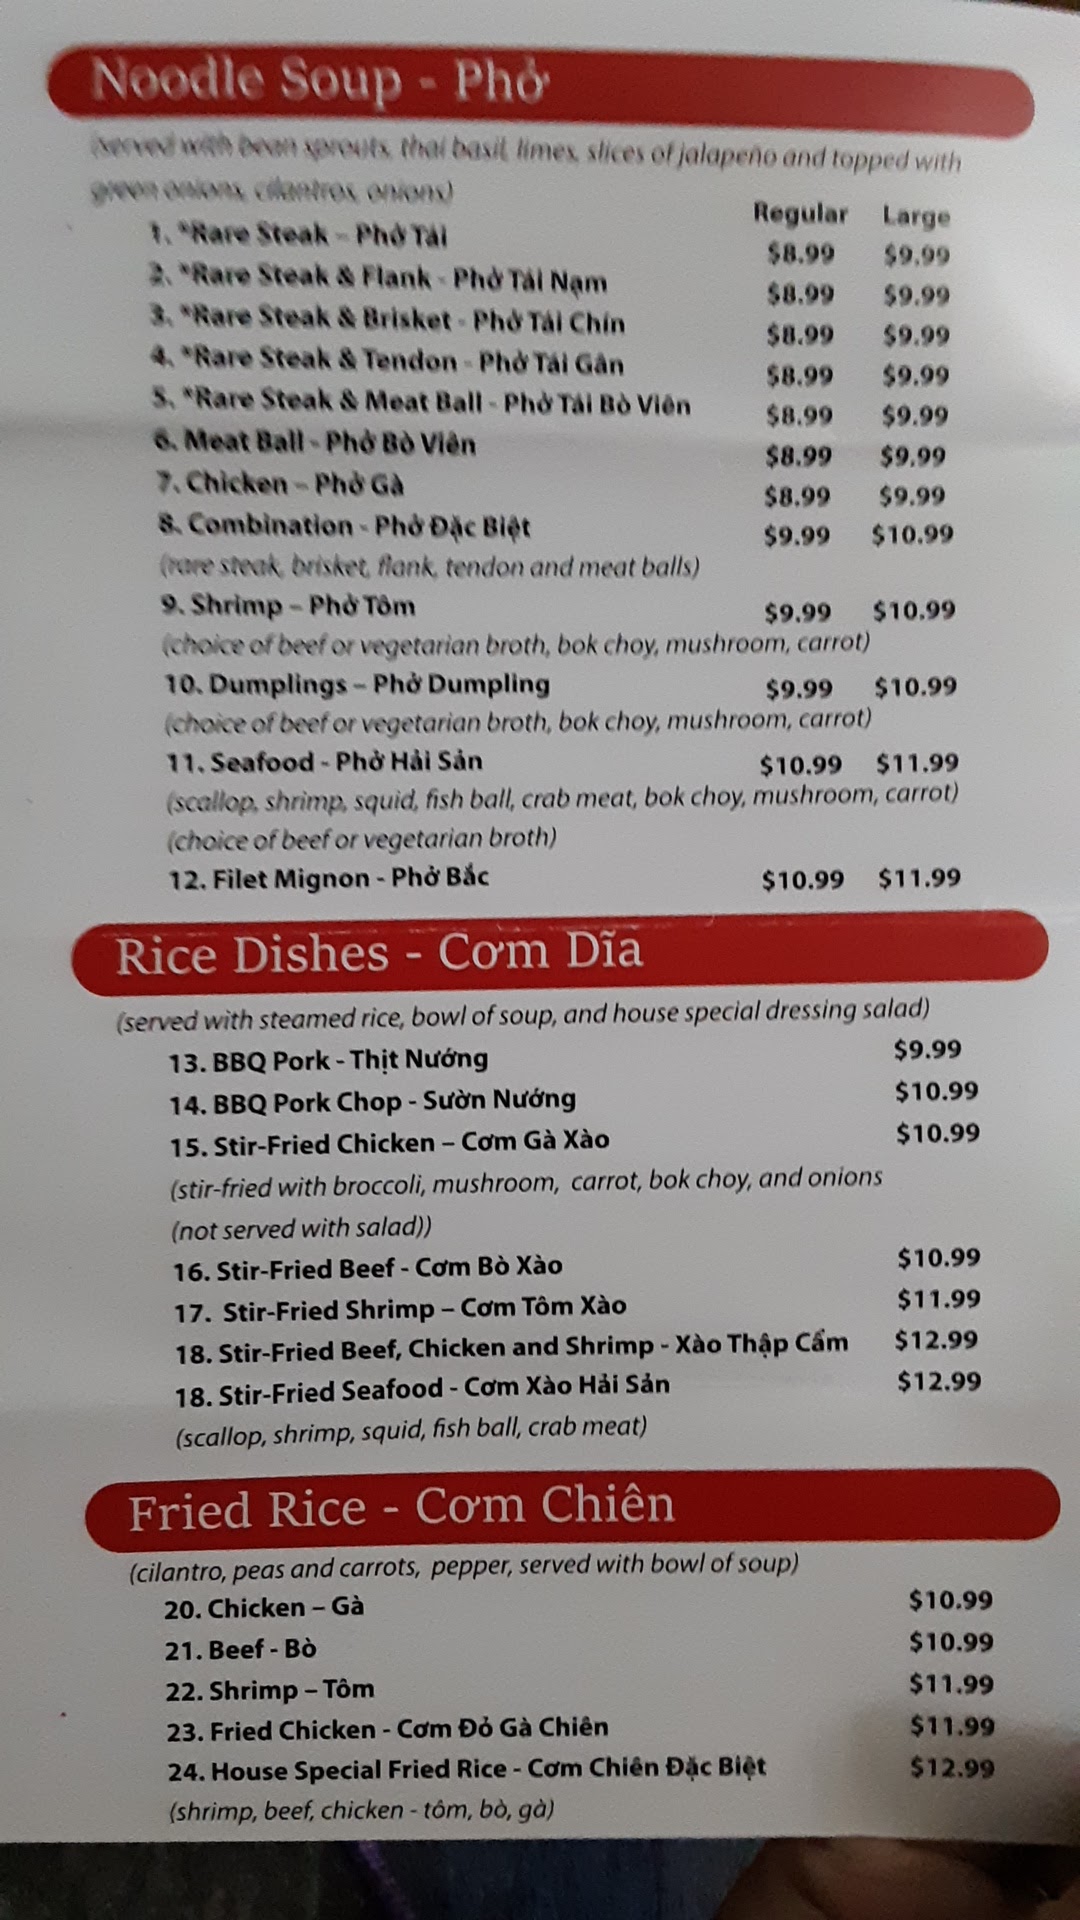 Noodle Soup - Phở
(served with bean sprouts, thai basil, limes, slices of jalapeño and topped with
green onions, cilantros, onions)
Regular Large
1. *Rare Steak – Phở Tái $8.99 $9.99
2. *Rare Steak & Flank - Phở Tái Nạm $8.99 $9.99
3. *Rare Steak & Brisket - Phở Tái Chín $8.99 $9.99
4. *Rare Steak & Tendon - Phở Tái Gân $8.99 $9.99
5. *Rare Steak & Meat Ball - Phở Tái Bò Viên $8.99 $9.99
6. Meat Ball - Phở Bò Viên $8.99 $9.99
7. Chicken – Phở Gà $8.99 $9.99
8. Combination - Phở Đặc Biệt $9.99 $10.99
(rare steak, brisket, flank, tendon and meat balls)
9. Shrimp – Phở Tôm $9.99 $10.99
(choice of beef or vegetarian broth, bok choy, mushroom, carrot)
10. Dumplings – Phở Dumpling $9.99 $10.99
(choice of beef or vegetarian broth, bok choy, mushroom, carrot)
11. Seafood - Phở Hải Sản $10.99 $11.99
(scallop, shrimp, squid, fish ball, crab meat, bok choy, mushroom, carrot)
(choice of beef or vegetarian broth)
12. Filet Mignon - Phở Bắc $10.99 $11.99
Rice Dishes - Cơm Dĩa
(served with steamed rice, bowl of soup, and house special dressing salad)
13. BBQ Pork - Thịt Nướng $9.99
14. BBQ Pork Chop - Sườn Nướng $10.99
15. Stir-Fried Chicken – Cơm Gà Xào $10.99
(stir-fried with broccoli, mushroom, carrot, bok choy, and onions
(not served with salad))
16. Stir-Fried Beef - Cơm Bò Xào $10.99
17. Stir-Fried Shrimp – Cơm Tôm Xào $11.99
18. Stir-Fried Beef, Chicken and Shrimp - Xào Thập Cẩm $12.99
18. Stir-Fried Seafood - Cơm Xào Hải Sản $12.99
(scallop, shrimp, squid, fish ball, crab meat)
Fried Rice - Cơm Chiên
(cilantro, peas and carrots, pepper, served with bowl of soup)
20. Chicken – Gà $10.99
21. Beef - Bò $10.99
22. Shrimp – Tôm $11.99
23. Fried Chicken - Cơm Đỏ Gà Chiên $11.99
24. House Special Fried Rice - Cơm Chiên Đặc Biệt $12.99
(shrimp, beef, chicken - tôm, bò, gà)